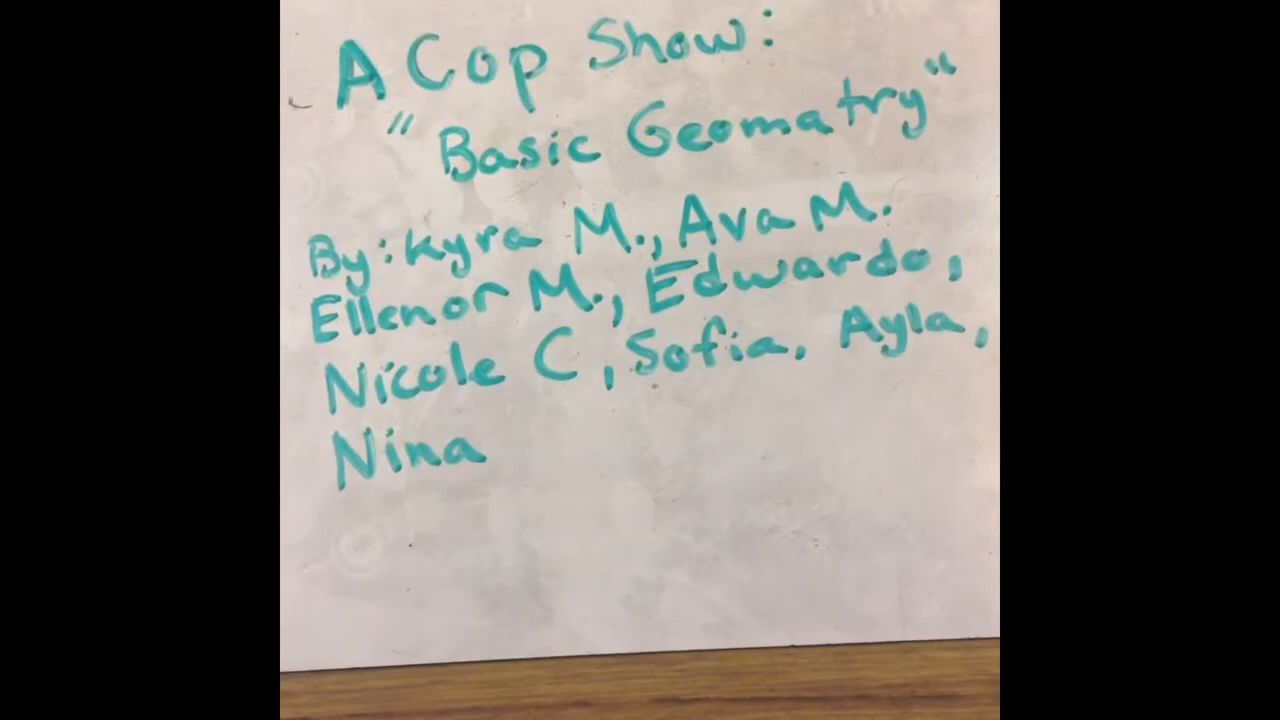 A Cop Show:
"Basic Geomatry"
By: Kyra M., Ava M.
Ellenor M., Edwardo,
Nicole C, Sofia, Ayla,
Nina